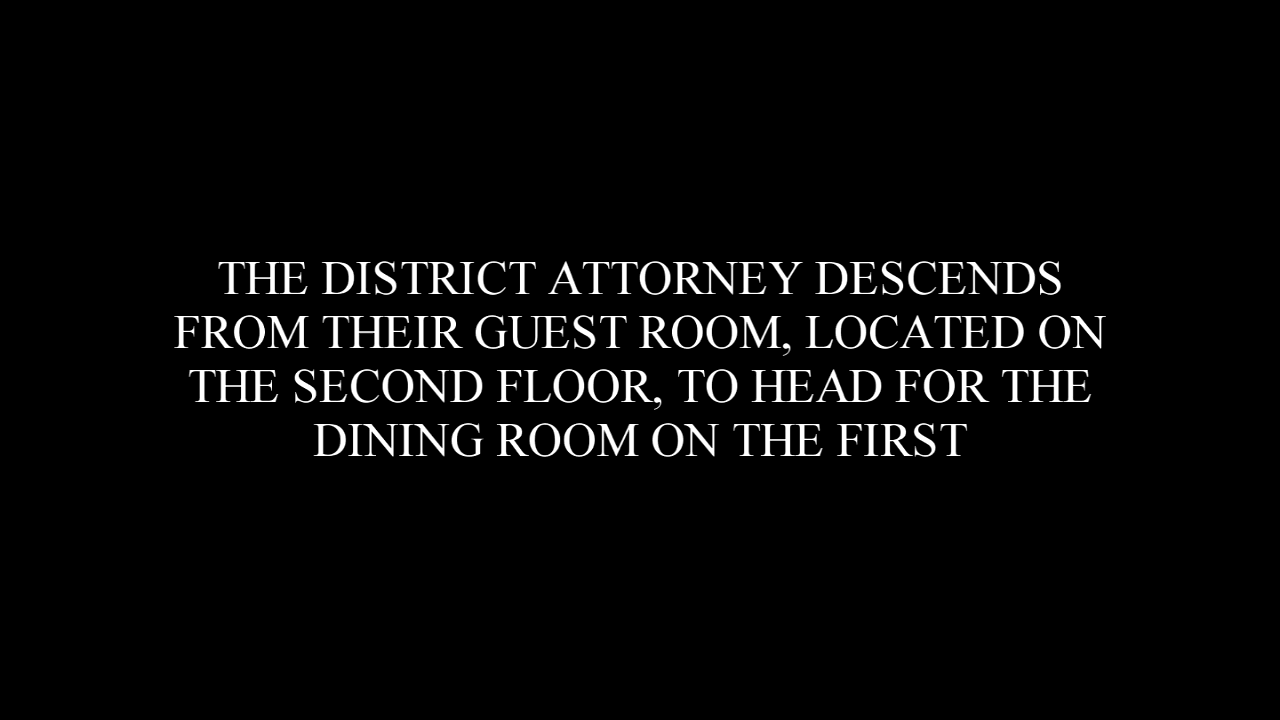 THE DISTRICT ATTORNEY DESCENDS
FROM THEIR GUEST ROOM, LOCATED ON
THE SECOND FLOOR, TO HEAD FOR THE
DINING ROOM ON THE FIRST